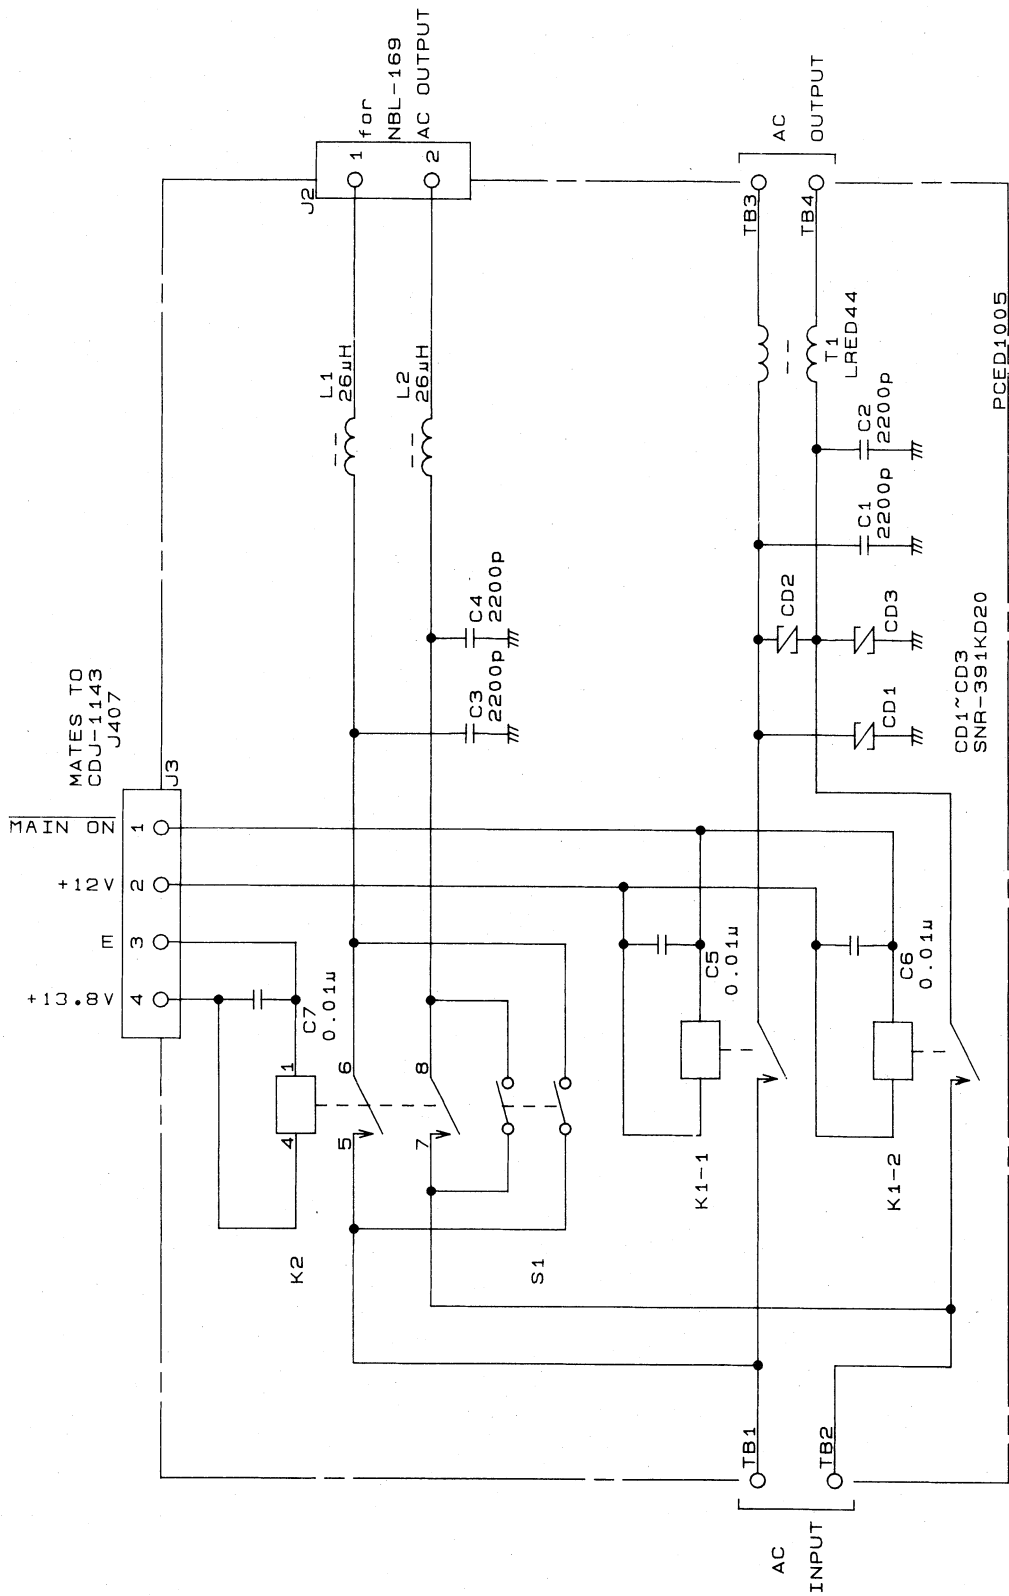 MATES TO
CDJ-1143
J407
J3
MAIN ON
1
+12V
2
E
3
+13.8V
4
J2
1
2
for
NBL-169
AC OUTPUT
L1
26μH
L2
26μH
C4
2200p
C3
2200p
C7
0.01μ
1
4
K2
6
5
8
7
S1
C5
0.01μ
K1-1
C6
0.01μ
K1-2
TB3
TB4
AC
OUTPUT
T1
LRED44
C2
2200p
C1
2200p
CD2
CD3
CD1
CD1~CD3
SNR-391KD20
PCED1005
TB1
TB2
AC
INPUT